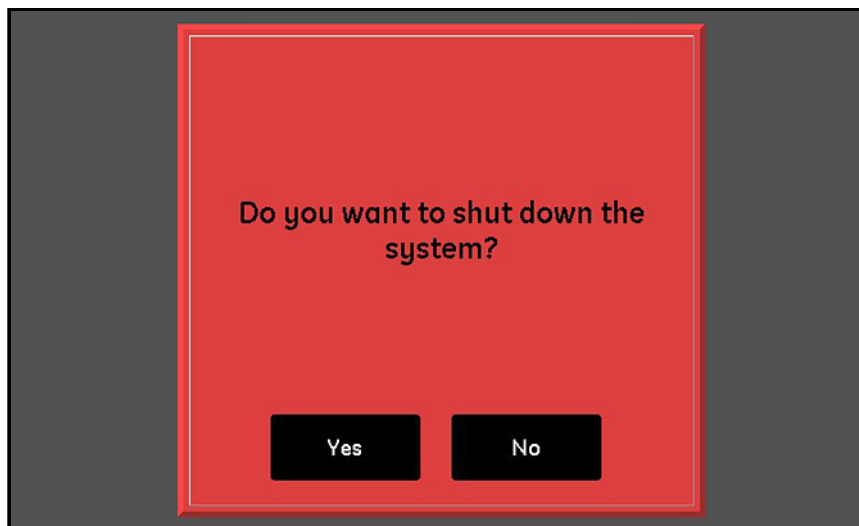 Do you want to shut down the
system?
Yes No